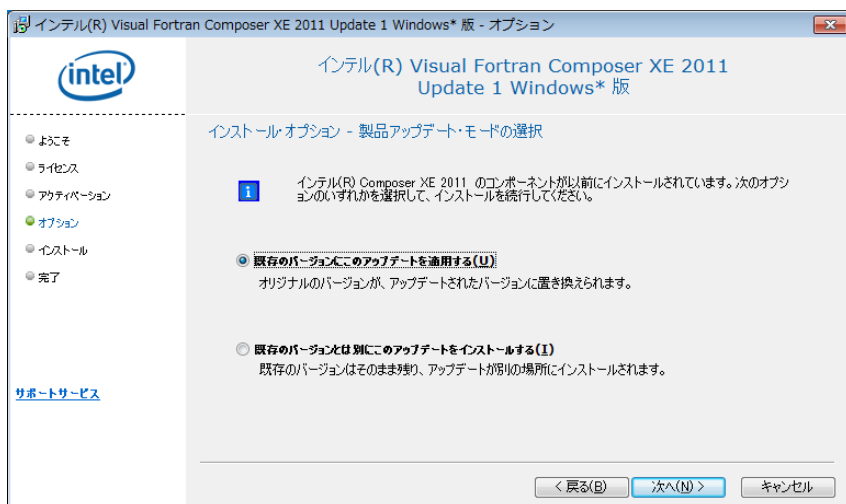 インテル(R) Visual Fortran Composer XE 2011 Update 1 Windows* 版 - オプション
intel
インテル(R) Visual Fortran Composer XE 2011
Update 1 Windows* 版
ようこそ
ライセンス
アクティベーション
オプション
インストール
完了
サポートサービス
インストール・オプション - 製品アップデート・モードの選択
インテル(R) Composer XE 2011 のコンポーネントが以前にインストールされています。次のオプシ
ョンのいずれかを選択して、インストールを続行してください。
既存のバージョンにこのアップデートを適用する(U)
オリジナルのバージョンが、アップデートされたバージョンに置き換えられます。
既存のバージョンとは別にこのアップデートをインストールする(I)
既存のバージョンはそのまま残り、アップデートが別の場所にインストールされます。
< 戻る(B)
次へ(N) >
キャンセル